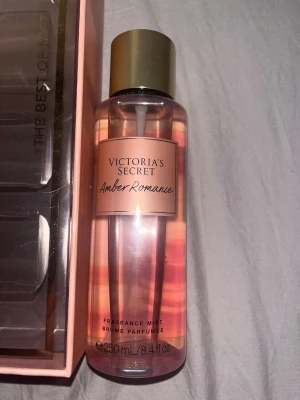 THE BEST OF
VICTORIA'S
SECRET
Amber Romance
FRAGRANCE MIST
BRUME PARFUMÉE
℮ 250 mL/8.4 fl oz